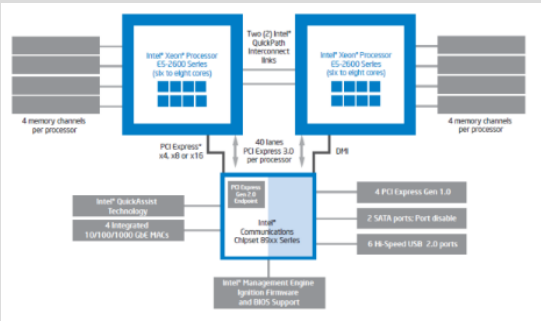 Two (2) Intel®
QuickPath
Interconnect
links
Intel® Xeon® Processor
E5-2600 Series
(six to eight cores)
Intel® Xeon® Processor
E5-2600 Series
(six to eight cores)
4 memory channels
per processor
4 memory channels
per processor
PCI Express®
x4, x8 or x16
40 lanes
PCI Express 3.0
per processor
DMI
PCI Express
Gen 2.0
Endpoint
Intel®
Communications
Chipset 89xx Series
Intel® QuickAssist
Technology
4 Integrated
10/100/1000 GbE MACs
4 PCI Express Gen 1.0
2 SATA ports; Port disable
6 Hi-Speed USB 2.0 ports
Intel® Management Engine
Ignition Firmware
and BIOS Support